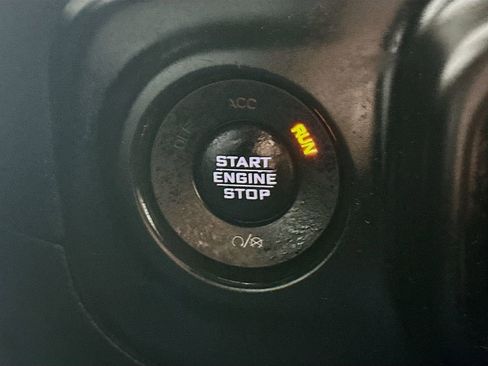 ACC
OFF
RUN
START
ENGINE
STOP